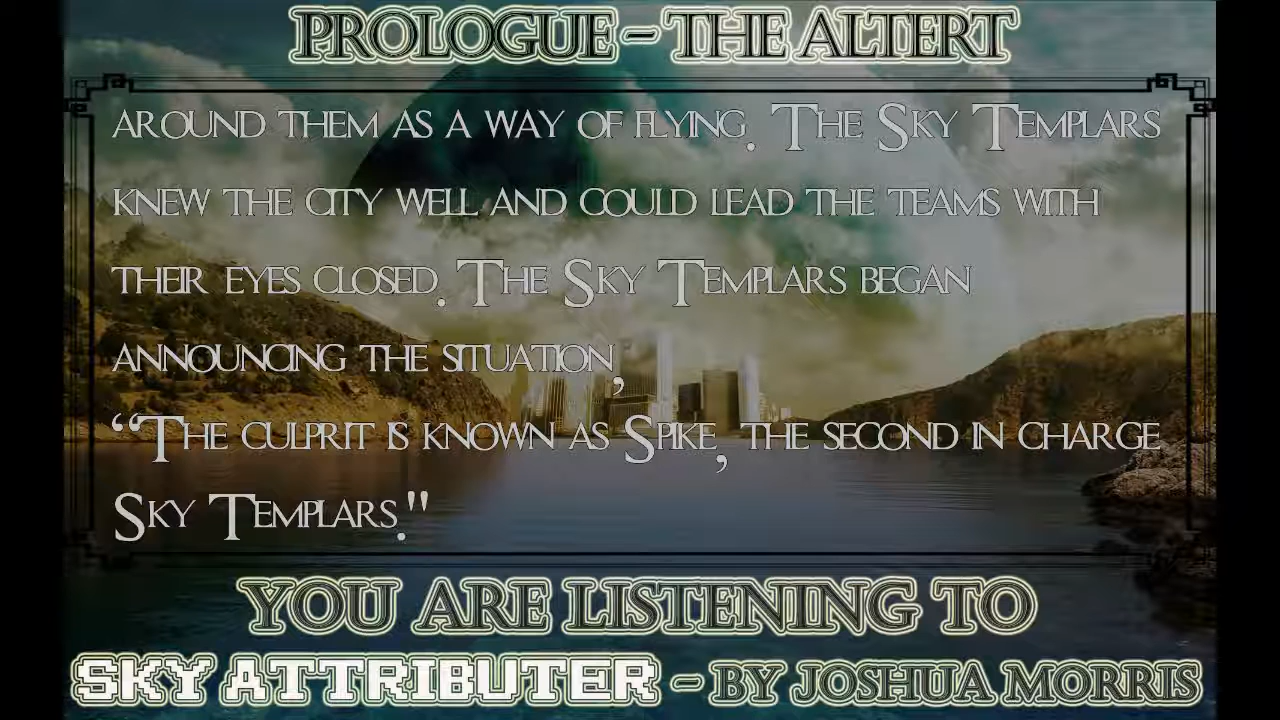 PROLOGUE – THE ALTERT
AROUND THEM AS A WAY OF FLYING. THE SKY TEMPLARS
KNEW THE CITY WELL AND COULD LEAD THE TEAMS WITH
THEIR EYES CLOSED. THE SKY TEMPLARS BEGAN
ANNOUNCING THE SITUATION,
“THE CULPRIT IS KNOWN AS SPIKE, THE SECOND IN CHARGE
SKY TEMPLARS."
YOU ARE LISTENING TO
SKY ATTRIBUTER – BY JOSHUA MORRIS